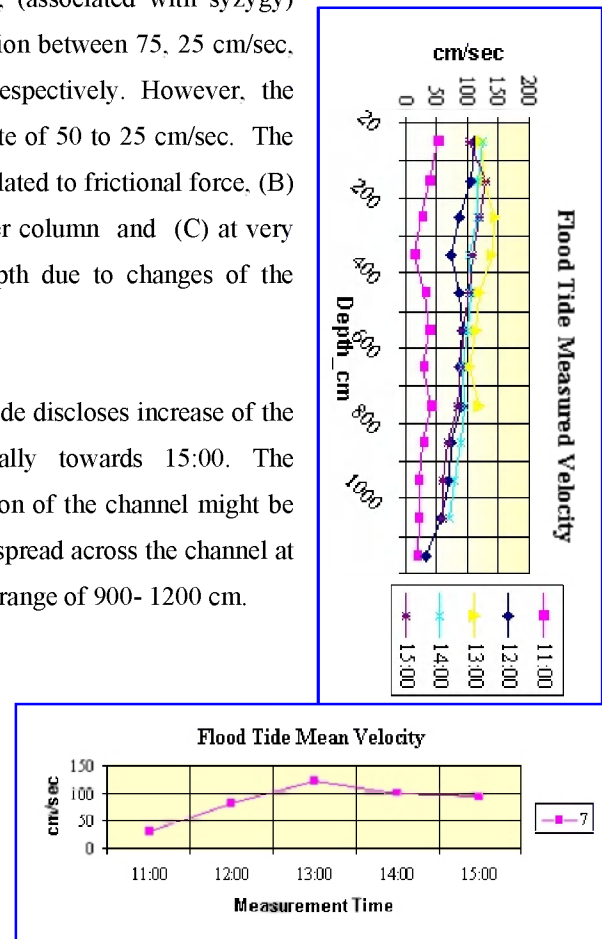 (associated with syzygy)
ion between 75, 25 cm/sec,
respectively. However, the
te of 50 to 25 cm/sec. The
lated to frictional force, (B)
er column and (C) at very
pth due to changes of the
de discloses increase of the
ally towards 15:00. The
on of the channel might be
spread across the channel at
range of 900- 1200 cm.
Flood Tide Measured Velocity
cm/sec
0 50 100 150 200
20
200
400
600
800
1000
Depth_cm
11:00
12:00
13:00
14:00
15:00
Flood Tide Mean Velocity
cm/sec
150
100
50
0
11:00 12:00 13:00 14:00 15:00
Measurement Time
7